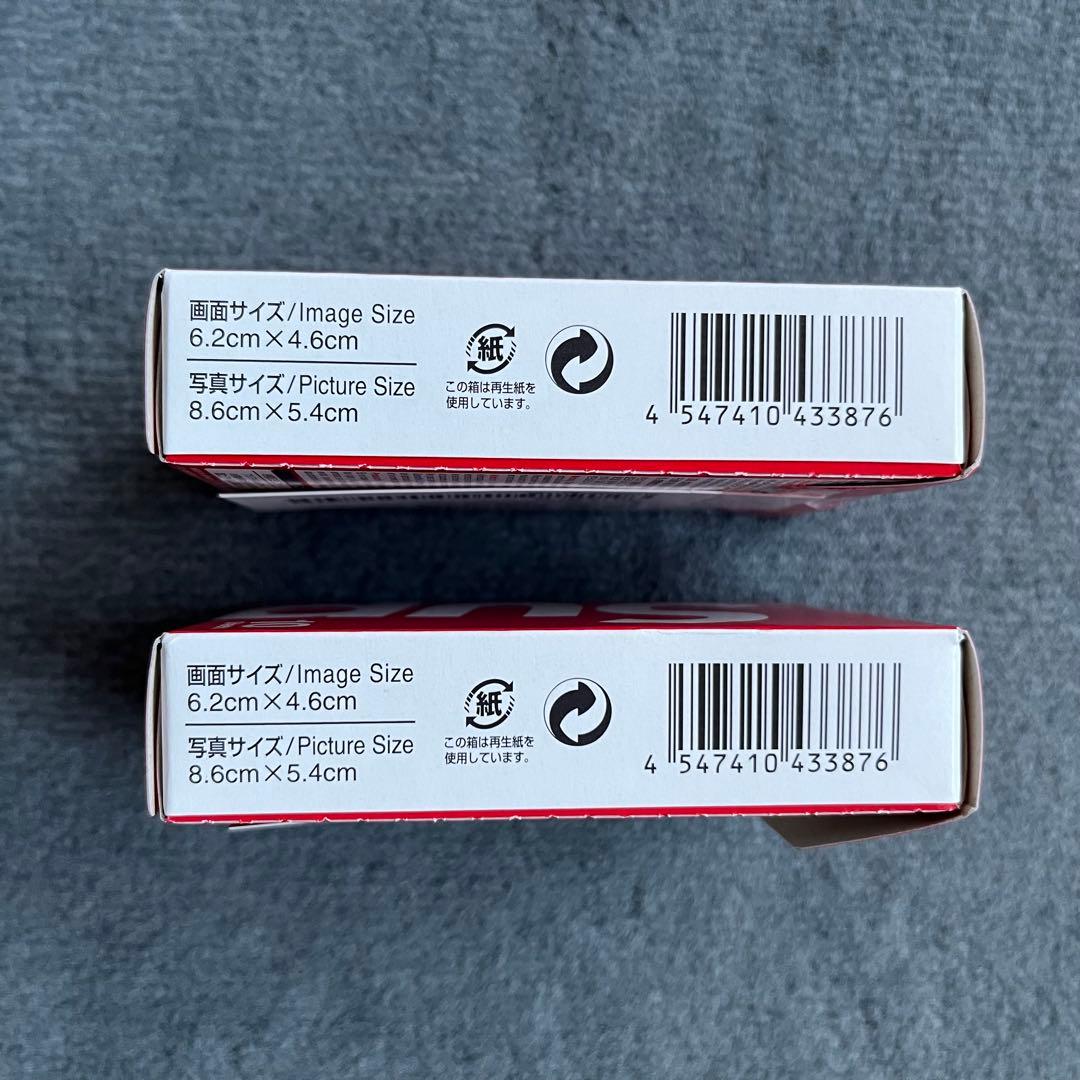 画面サイズ/Image Size
6.2cm×4.6cm
写真サイズ/Picture Size
8.6cm×5.4cm
紙
この箱は再生紙を
使用しています。
4 547410 433876
画面サイズ/Image Size
6.2cm×4.6cm
写真サイズ/Picture Size
8.6cm×5.4cm
紙
この箱は再生紙を
使用しています。
4 547410 433876